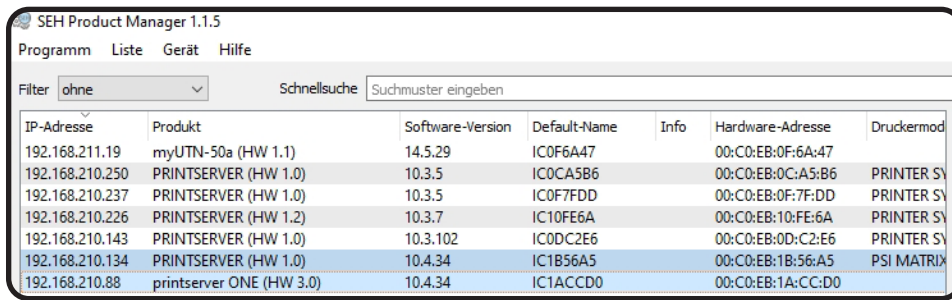 SEH Product Manager 1.1.5
Programm Liste Gerät Hilfe
Filter ohne Schnellsuche Suchmuster eingeben
IP-Adresse Produkt Software-Version Default-Name Info Hardware-Adresse Druckermod
192.168.211.19 myUTN-50a (HW 1.1) 14.5.29 IC0F6A47 00:C0:EB:0F:6A:47
192.168.210.250 PRINTSERVER (HW 1.0) 10.3.5 IC0CA5B6 00:C0:EB:0C:A5:B6 PRINTER SY
192.168.210.237 PRINTSERVER (HW 1.0) 10.3.5 IC0F7FDD 00:C0:EB:0F:7F:DD PRINTER SY
192.168.210.226 PRINTSERVER (HW 1.2) 10.3.7 IC10FE6A 00:C0:EB:10:FE:6A PRINTER SY
192.168.210.143 PRINTSERVER (HW 1.0) 10.3.102 IC0DC2E6 00:C0:EB:0D:C2:E6 PRINTER SY
192.168.210.134 PRINTSERVER (HW 1.0) 10.4.34 IC1B56A5 00:C0:EB:1B:56:A5 PSI MATRIX
192.168.210.88 printserver ONE (HW 3.0) 10.4.34 IC1ACCD0 00:C0:EB:1A:CC:D0